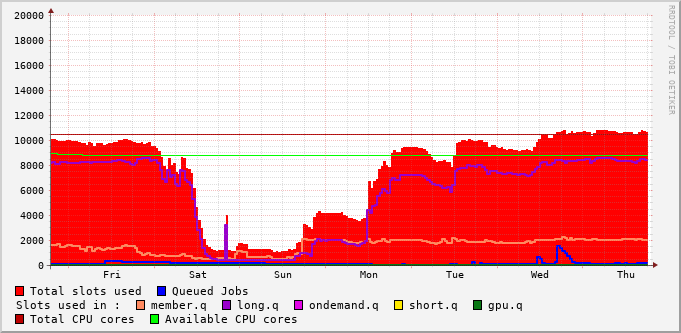 RRDTOOL / TOBI OETIKER
20000
18000
16000
14000
12000
10000
8000
6000
4000
2000
0
Fri Sat Sun Mon Tue Wed Thu
Total slots used Queued Jobs
Slots used in : member.q long.q ondemand.q short.q gpu.q
Total CPU cores Available CPU cores